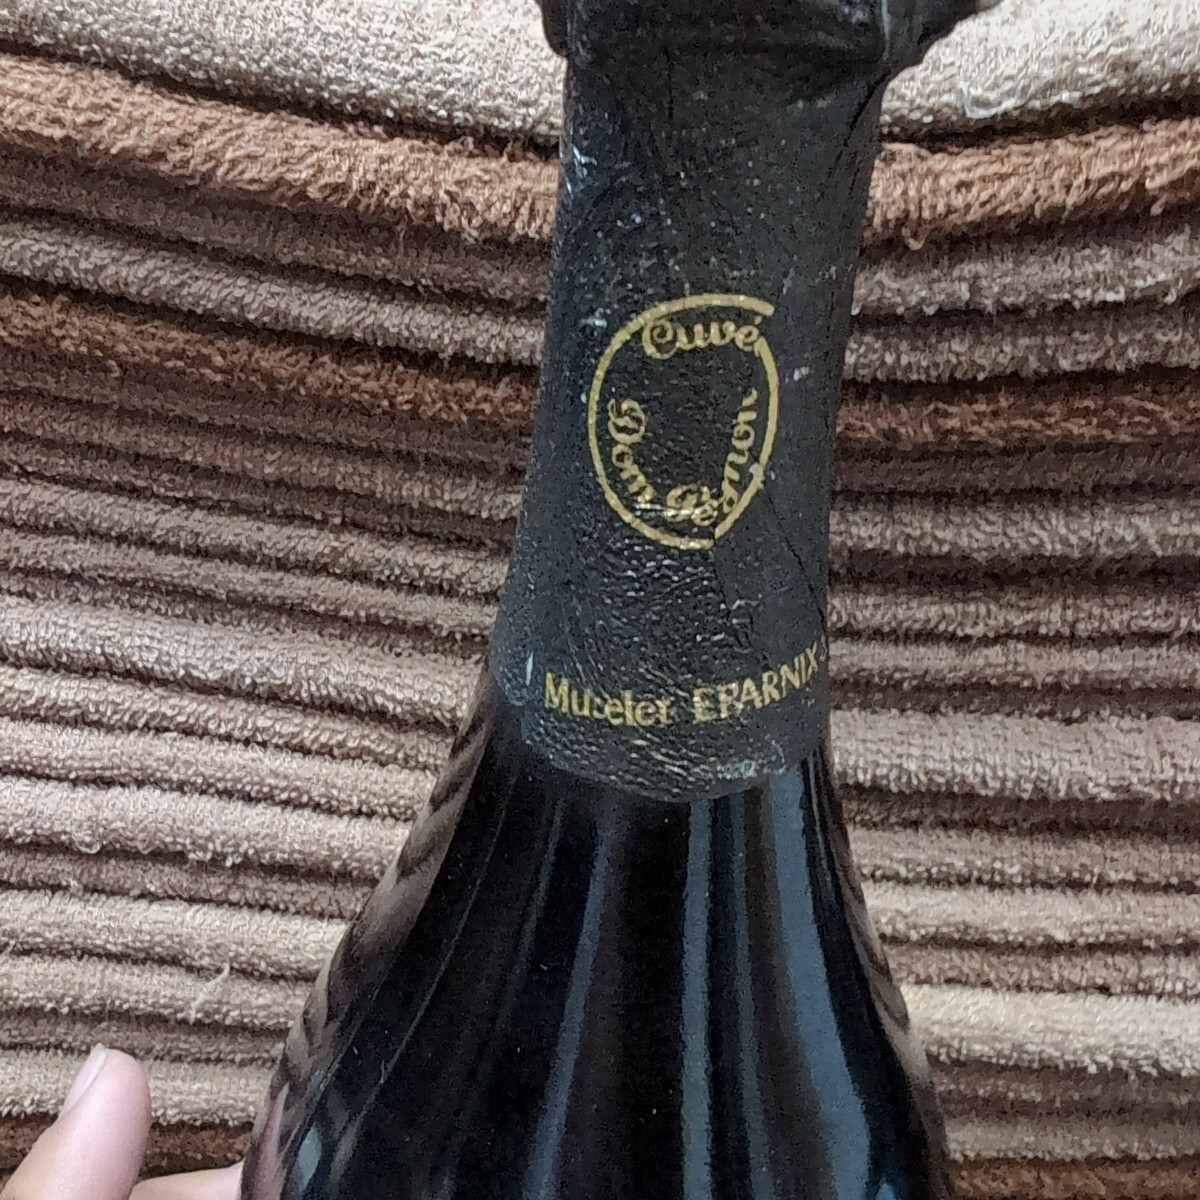 Cuvé
Dom Pérignon
Muselet EPARNIX